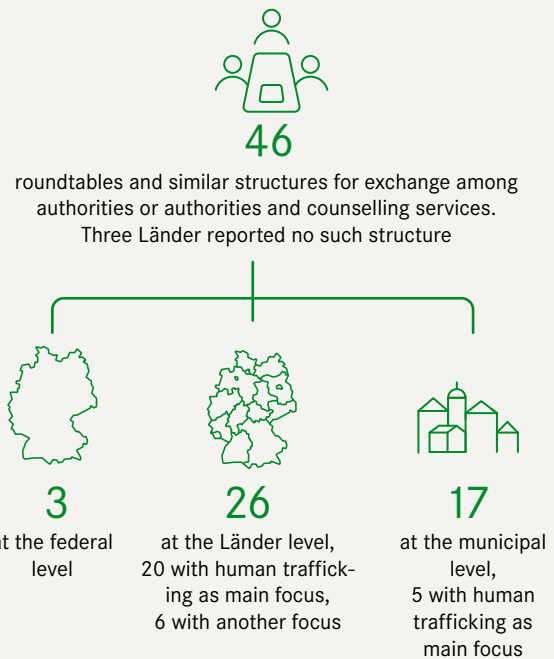 46
roundtables and similar structures for exchange among
authorities or authorities and counselling services.
Three Länder reported no such structure
3
at the federal
level
26
at the Länder level,
20 with human traffick-
ing as main focus,
6 with another focus
17
at the municipal
level,
5 with human
trafficking as
main focus